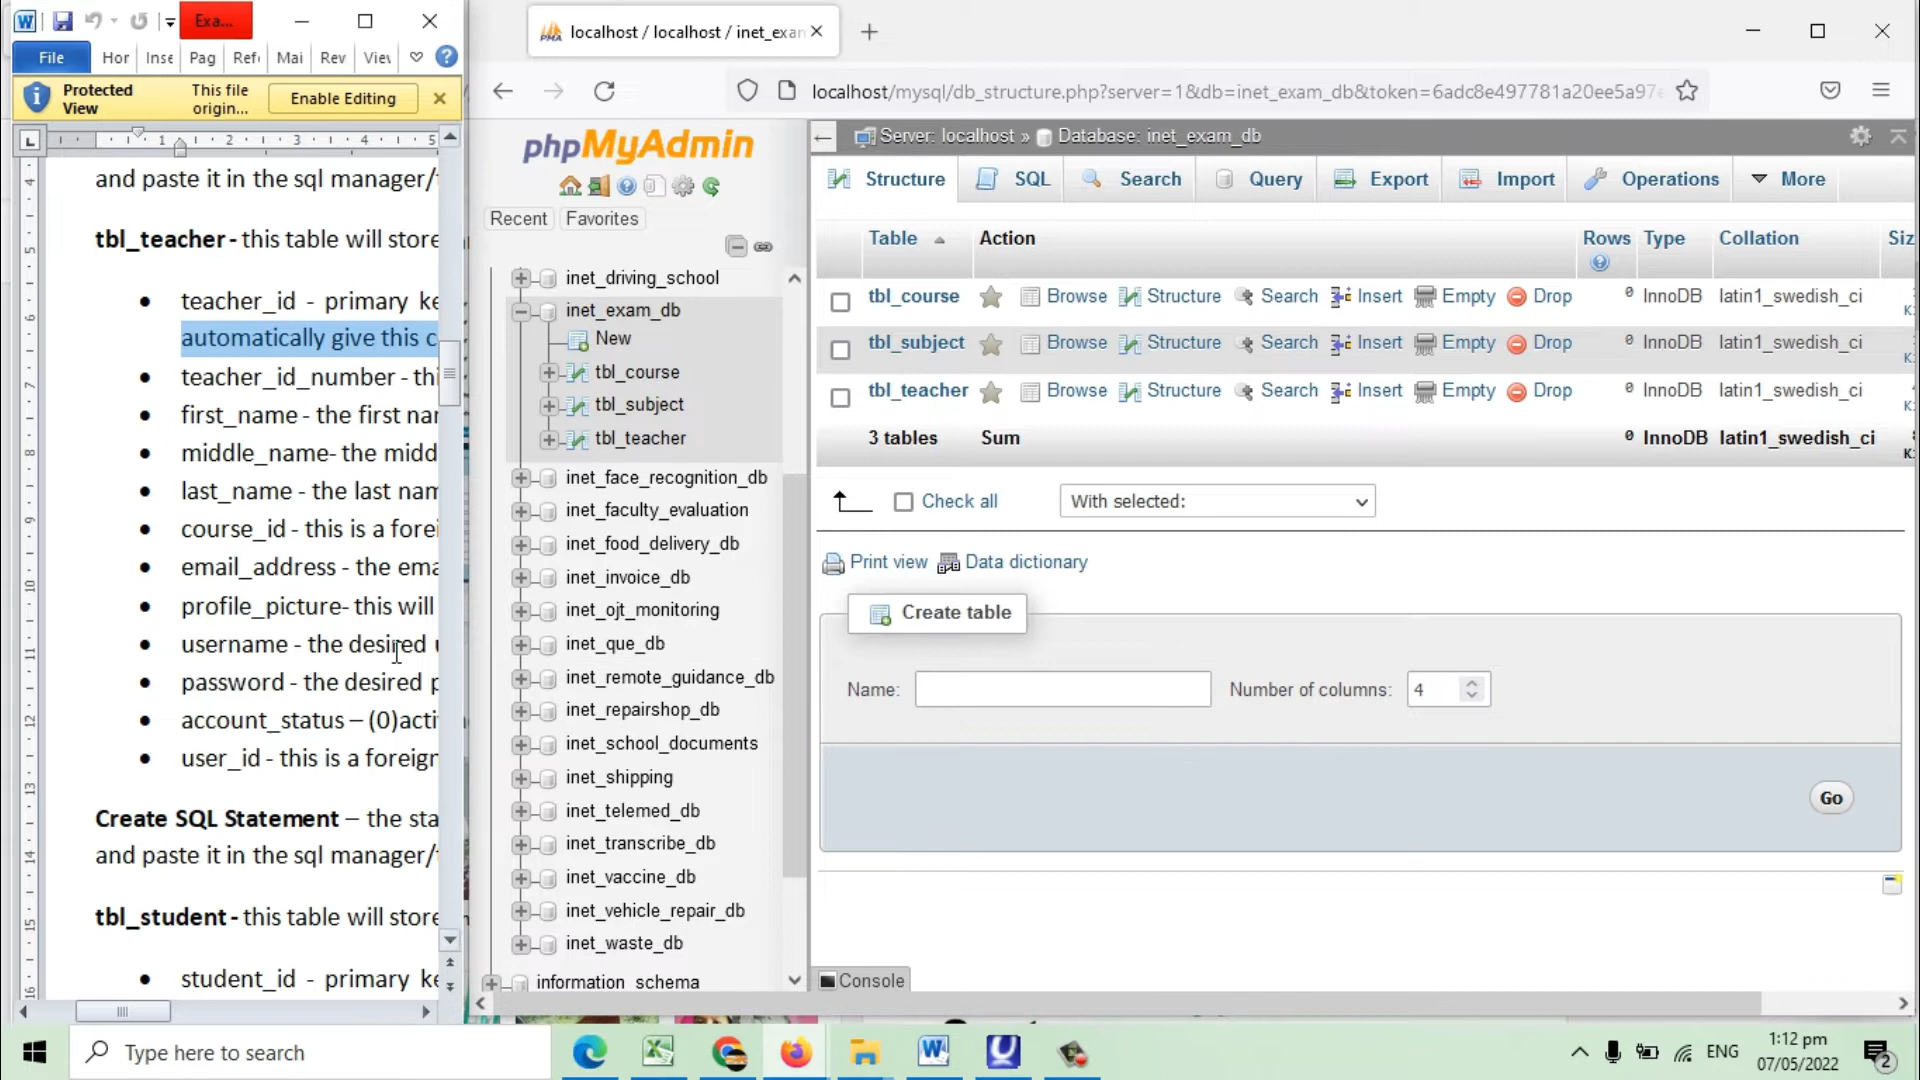 Exa...
File Hor Inse Pag Refe Mai Rev View
Protected View
This file origin...
Enable Editing
1 2 3 4 5
and paste it in the sql manager/
tbl_teacher - this table will store
teacher_id - primary ke
automatically give this c
teacher_id_number - thi
first_name - the first nar
middle_name- the midd
last_name - the last nam
course_id - this is a forei
email_address - the ema
profile_picture- this will
username - the desired u
password - the desired p
account_status – (0)acti
user_id - this is a foreign
Create SQL Statement – the sta
and paste it in the sql manager/
tbl_student - this table will store
student_id - primary ke
localhost / localhost / inet_exam
localhost/mysql/db_structure.php?server=1&db=inet_exam_db&token=6adc8e497781a20ee5a97
phpMyAdmin
Recent Favorites
inet_driving_school
inet_exam_db
New
tbl_course
tbl_subject
tbl_teacher
inet_face_recognition_db
inet_faculty_evaluation
inet_food_delivery_db
inet_invoice_db
inet_ojt_monitoring
inet_que_db
inet_remote_guidance_db
inet_repairshop_db
inet_school_documents
inet_shipping
inet_telemed_db
inet_transcribe_db
inet_vaccine_db
inet_vehicle_repair_db
inet_waste_db
information_schema
Server: localhost » Database: inet_exam_db
Structure SQL Search Query Export Import Operations More
Table Action Rows Type Collation Siz
tbl_course Browse Structure Search Insert Empty Drop 0 InnoDB latin1_swedish_ci
tbl_subject Browse Structure Search Insert Empty Drop 0 InnoDB latin1_swedish_ci
tbl_teacher Browse Structure Search Insert Empty Drop 0 InnoDB latin1_swedish_ci
3 tables Sum 0 InnoDB latin1_swedish_ci
Check all With selected:
Print view Data dictionary
Create table
Name: Number of columns: 4
Go
Console
Type here to search
ENG
1:12 pm
07/05/2022
2